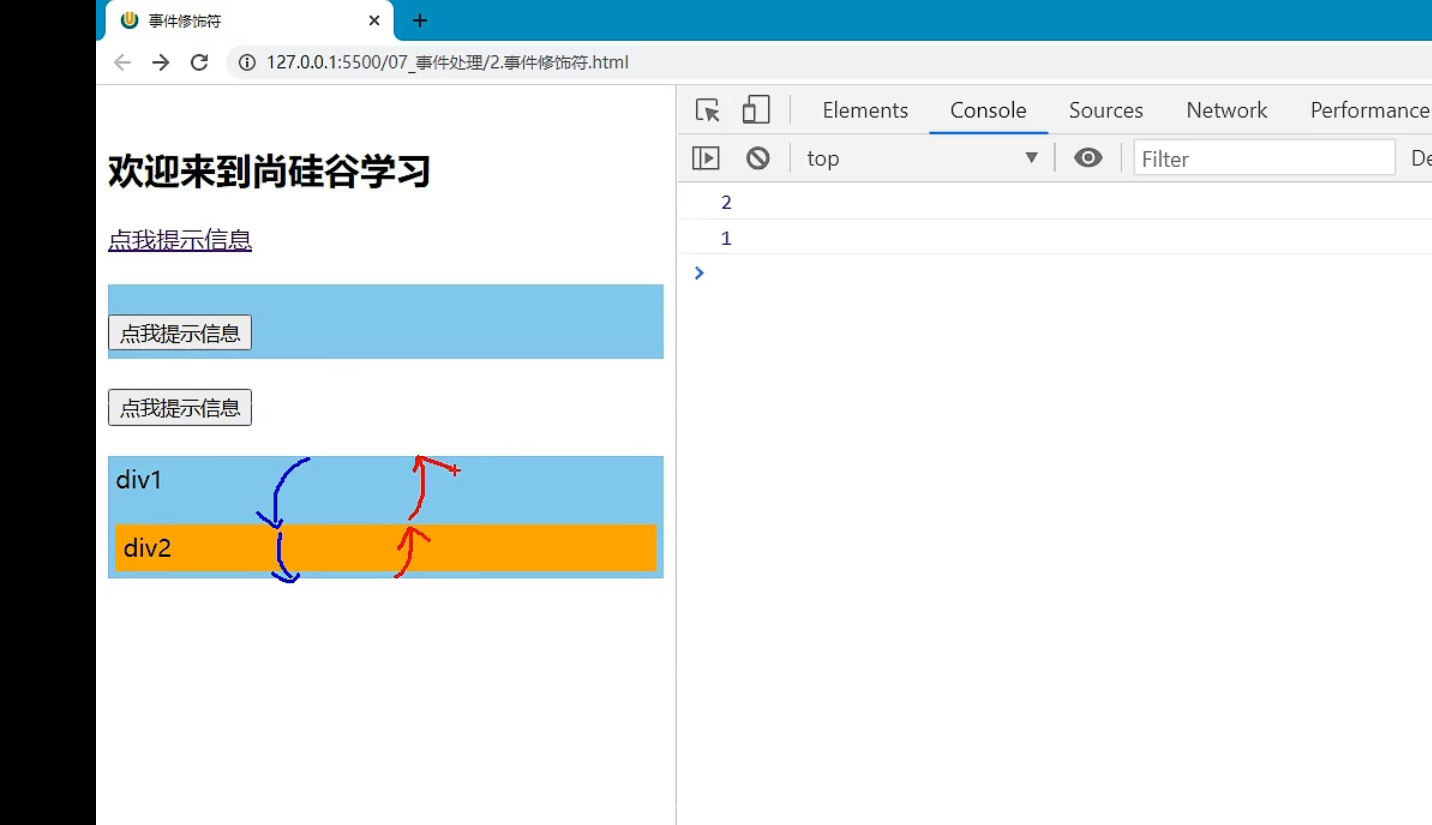 事件修饰符
127.0.0.1:5500/07_事件处理/2.事件修饰符.html
欢迎来到尚硅谷学习
点我提示信息
点我提示信息
点我提示信息
div1
div2
Elements Console Sources Network Performance
top Filter De
2
1